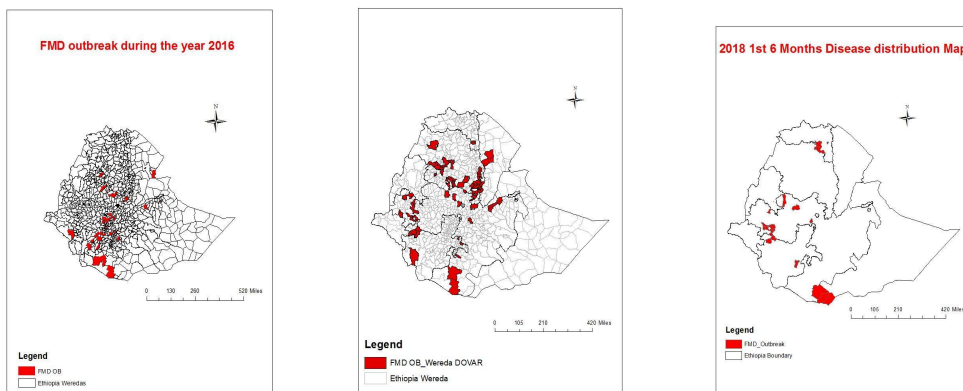 FMD outbreak during the year 2016
N
0 130 260 520 Miles
Legend
FMD OB
Ethiopia Weredas
N
0 105 210 420 Miles
Legend
FMD OB_Wereda DOVAR
Ethiopia Wereda
2018 1st 6 Months Disease distribution Map
N
0 105 210 420 Miles
Legend
FMD_Outbreak
Ethiopia Boundary